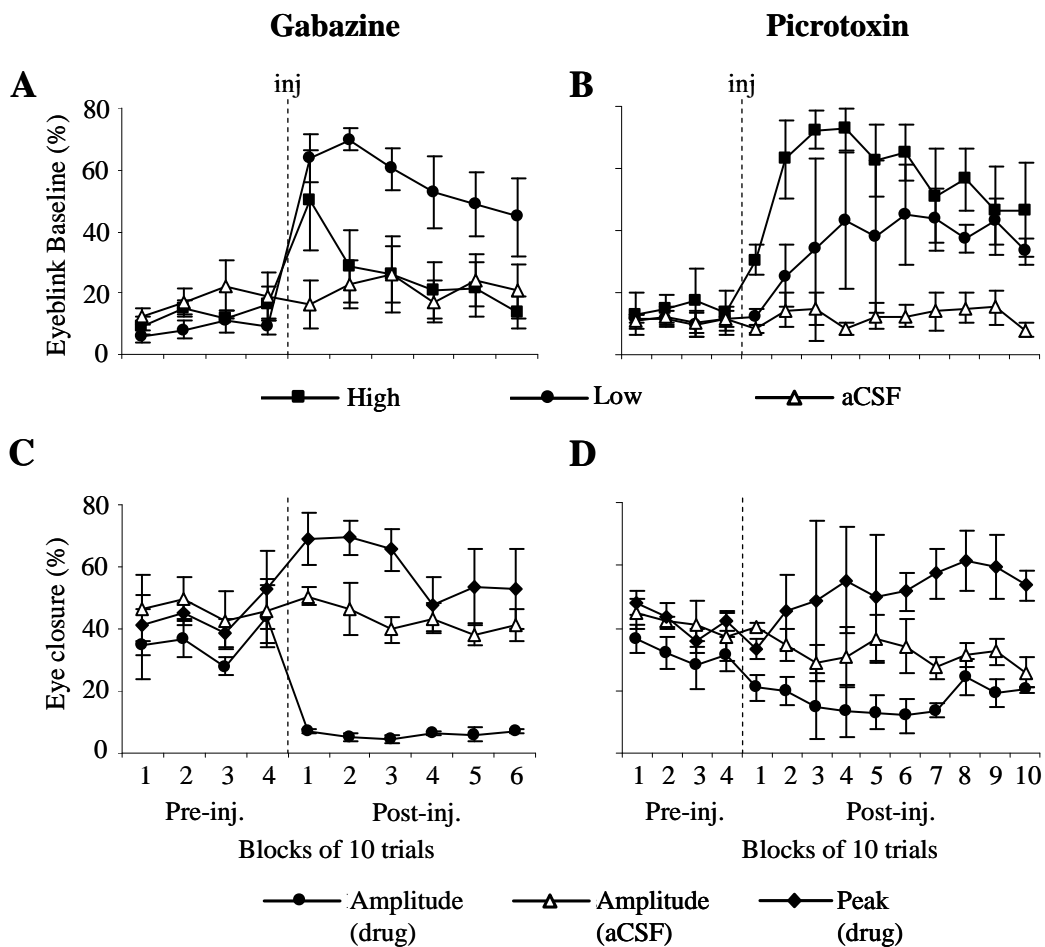 Gabazine Picrotoxin
A B
inj inj
Eyeblink Baseline (%)
80
60
40
20
0
High Low aCSF
C D
Eye closure (%)
80
60
40
20
0
1 2 3 4 1 2 3 4 5 6 1 2 3 4 1 2 3 4 5 6 7 8 9 10
Pre-inj. Post-inj. Pre-inj. Post-inj.
Blocks of 10 trials Blocks of 10 trials
Amplitude Amplitude Peak
(drug) (aCSF) (drug)